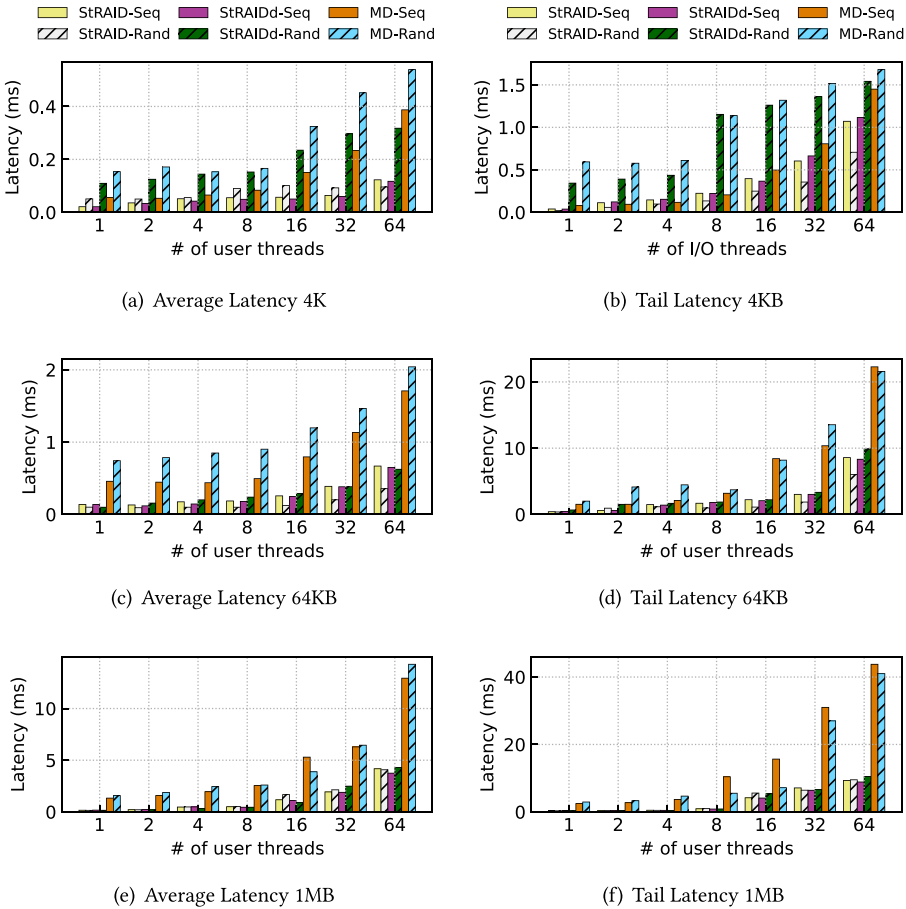 StRAID-Seq StRAIDd-Seq MD-Seq
StRAID-Rand StRAIDd-Rand MD-Rand
Latency (ms)
0.4
0.2
0.0
1 2 4 8 16 32 64
# of user threads
(a) Average Latency 4K
StRAID-Seq StRAIDd-Seq MD-Seq
StRAID-Rand StRAIDd-Rand MD-Rand
Latency (ms)
1.5
1.0
0.5
0.0
1 2 4 8 16 32 64
# of I/O threads
(b) Tail Latency 4KB
Latency (ms)
2
1
0
1 2 4 8 16 32 64
# of user threads
(c) Average Latency 64KB
Latency (ms)
20
10
0
1 2 4 8 16 32 64
# of user threads
(d) Tail Latency 64KB
Latency (ms)
10
5
0
1 2 4 8 16 32 64
# of user threads
(e) Average Latency 1MB
Latency (ms)
40
20
0
1 2 4 8 16 32 64
# of user threads
(f) Tail Latency 1MB